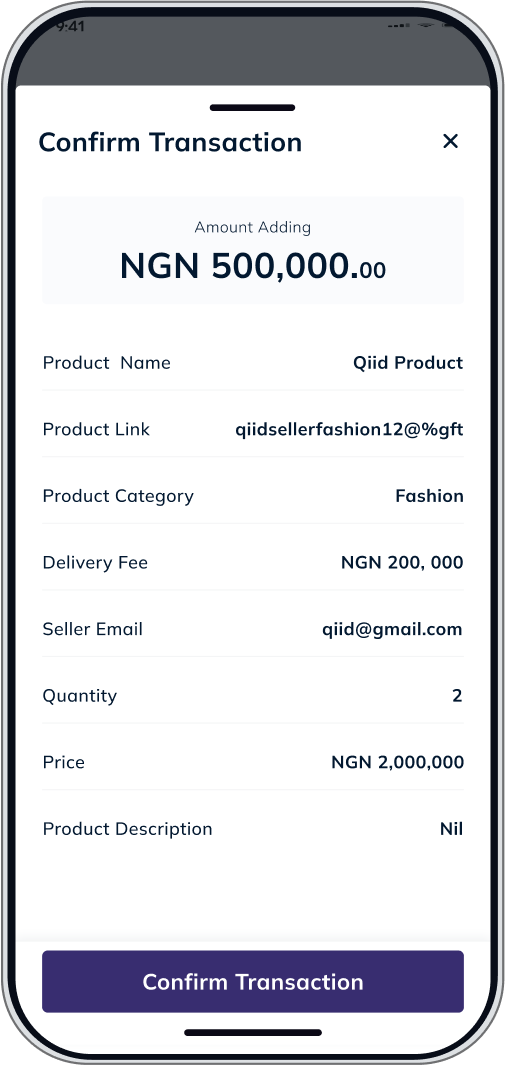 9:41
Confirm Transaction
Amount Adding
NGN 500,000.00
Product Name Qiid Product
Product Link qiidsellerfashion12@%gft
Product Category Fashion
Delivery Fee NGN 200, 000
Seller Email qiid@gmail.com
Quantity 2
Price NGN 2,000,000
Product Description Nil
Confirm Transaction